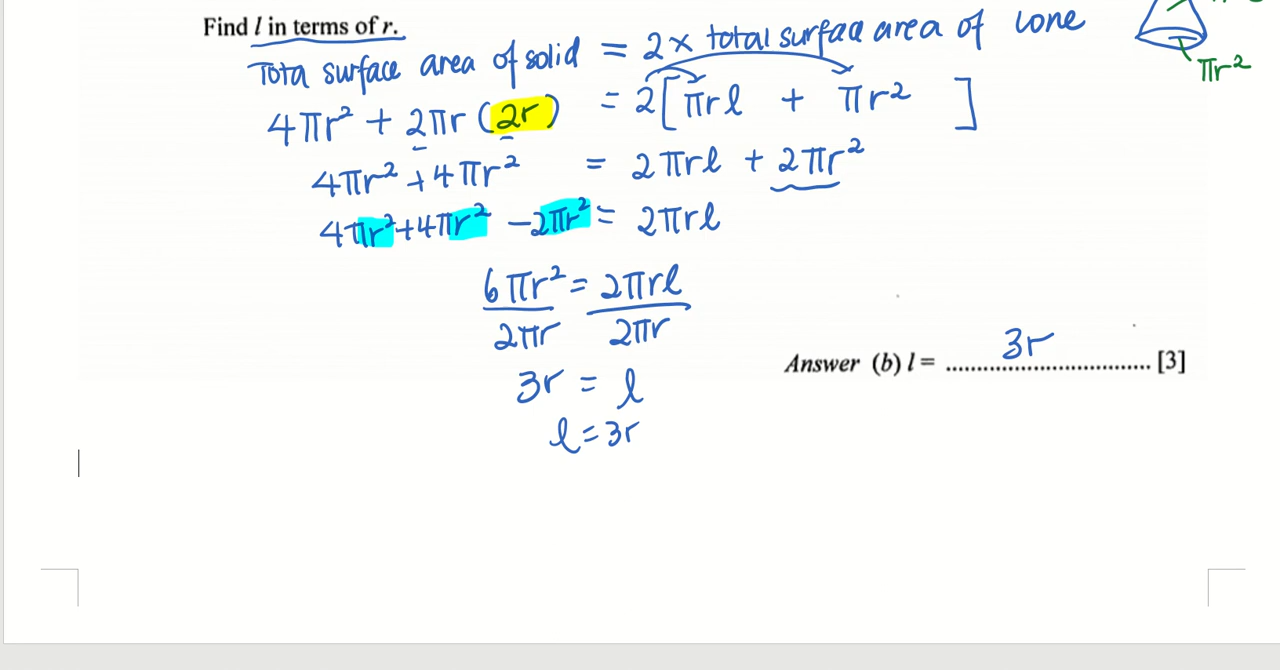 Find l in terms of r.
Tota surface area of solid = 2 × total surface area of cone
πr²
4πr² + 2πr (2r) = 2[πrl + πr² ]
4πr² + 4πr² = 2πrl + 2πr²
4πr²+4πr² −2πr² = 2πrl
6πr² = 2πrl
2πr 2πr
3r = l
Answer (b) l = 3r [3]
l = 3r